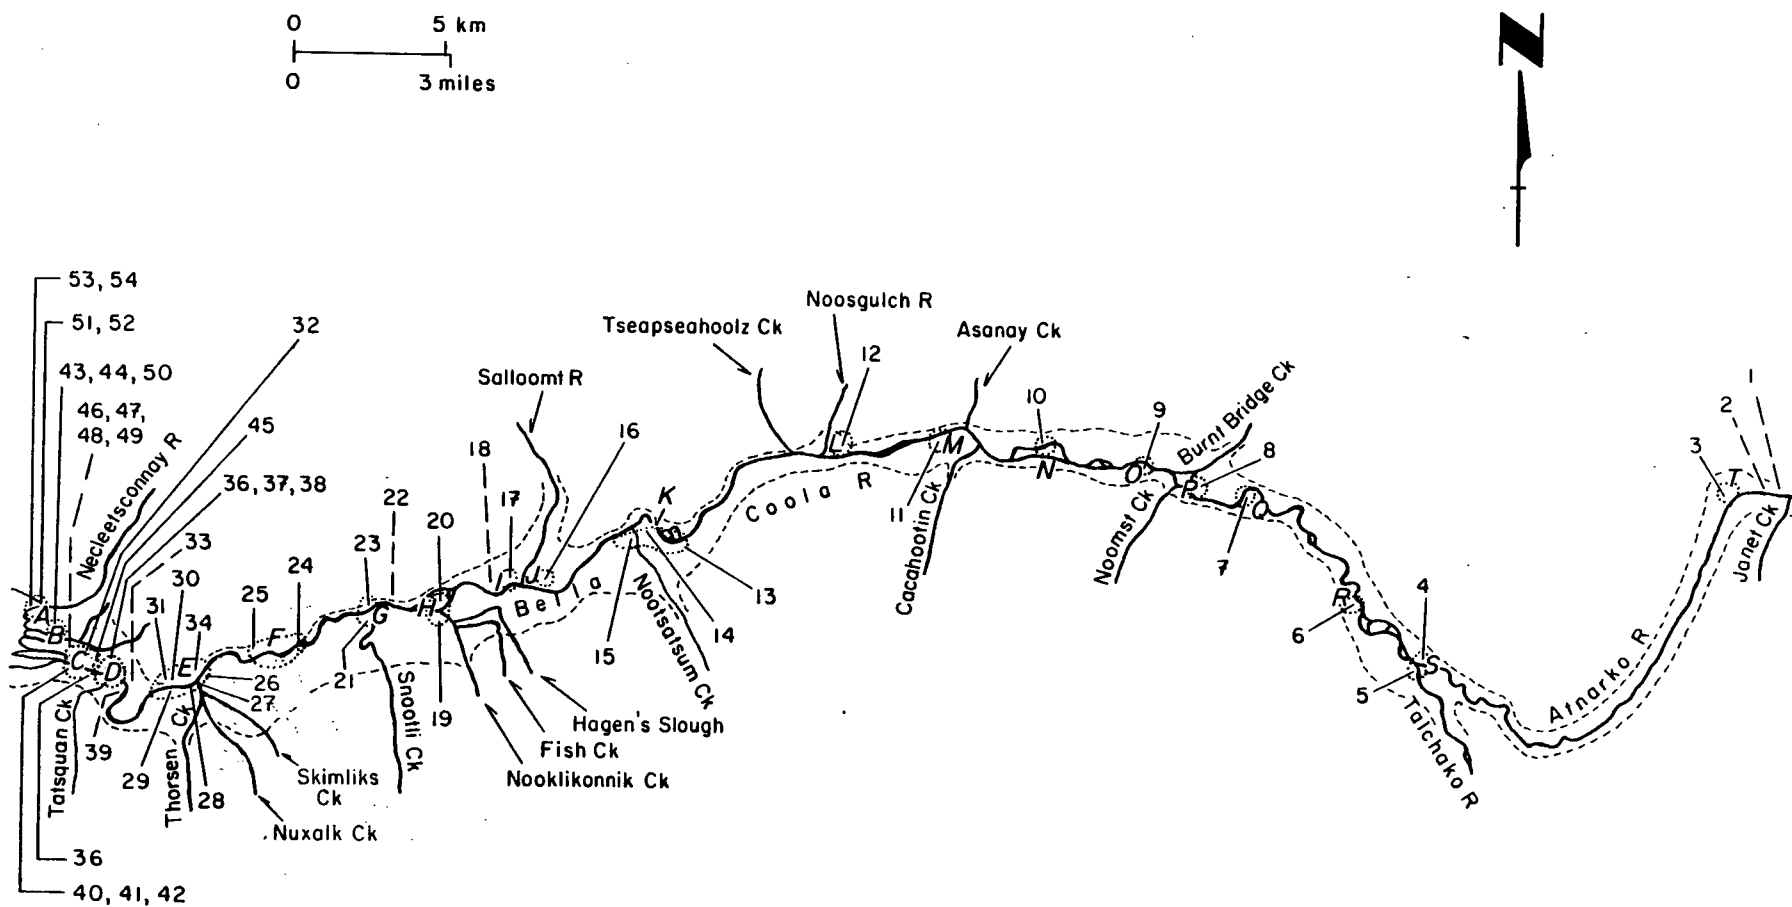 0 5 km
0 3 miles
N
53, 54
51, 52
32
43, 44, 50
46, 47,
48, 49
45
36, 37, 38
33
30
31
34
25
24
23
22
20
18
17
16
12
10
9
8
1
2
3
4
Necleetsconnay R
Salloomt R
Tseapseahoolz Ck
Noosgulch R
Asanay Ck
Burnt Bridge Ck
A
B
C
D
E
F
G
H
J
K
L
M
N
O
P
Q
R
S
T
Bella
Coola R
Atnarko R
Janet Ck
Talchako R
Noomst Ck
Cacahootin Ck
Nootsatsum Ck
Hagen's Slough
Fish Ck
Nooklikonnik Ck
Snootli Ck
Skimliks
Ck
Nuxalk Ck
Thorsen Ck
Tatsquan Ck
5
6
7
11
13
14
15
19
21
26
27
28
29
39
36
40, 41, 42